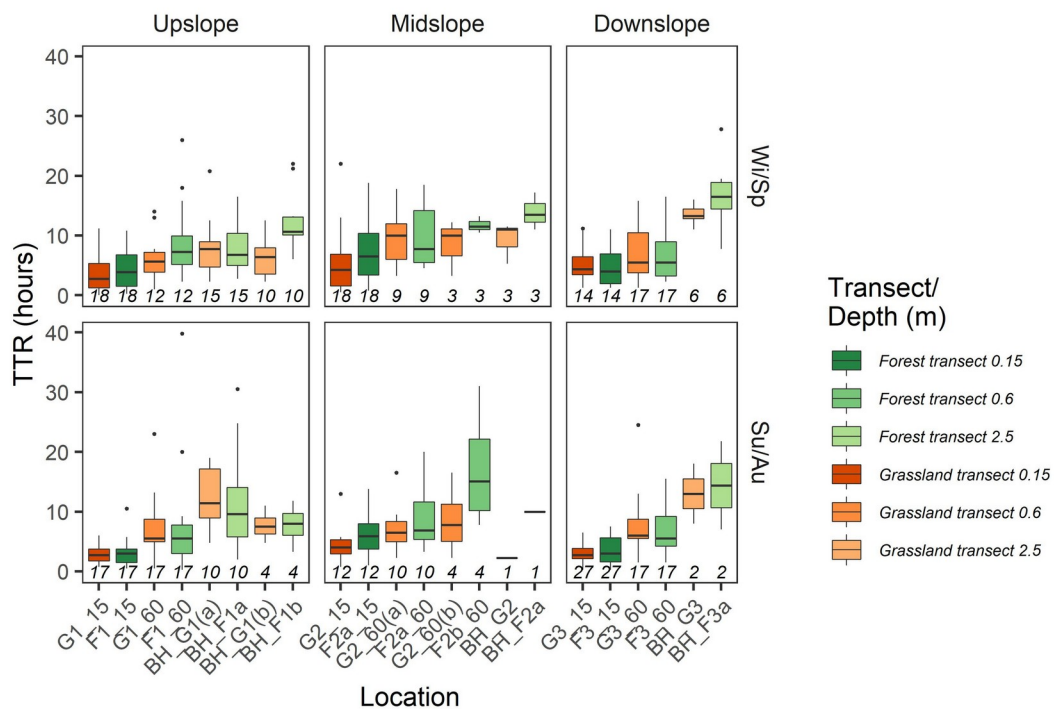 Upslope Midslope Downslope
40
30
20
10
0
18 18 12 12 15 15 10 10
18 18 9 9 3 3 3 3
14 14 17 17 6 6
Wi/Sp
TTR (hours)
40
30
20
10
0
17 17 17 17 10 10 4 4
12 12 10 10 4 4 1 1
27 27 17 17 2 2
Su/Au
G1_15
F1_15
G1_60
F1_60
BH_G1(a)
BH_F1a
BH_G1(b)
BH_F1b
G2_15
F2a_15
G2_60(a)
F2a_60
G2_60(b)
F2b_60
BH_G2
BH_F2a
G3_15
F3_15
G3_60
F3_60
BH_G3
BH_F3a
Location
Transect/
Depth (m)
Forest transect 0.15
Forest transect 0.6
Forest transect 2.5
Grassland transect 0.15
Grassland transect 0.6
Grassland transect 2.5